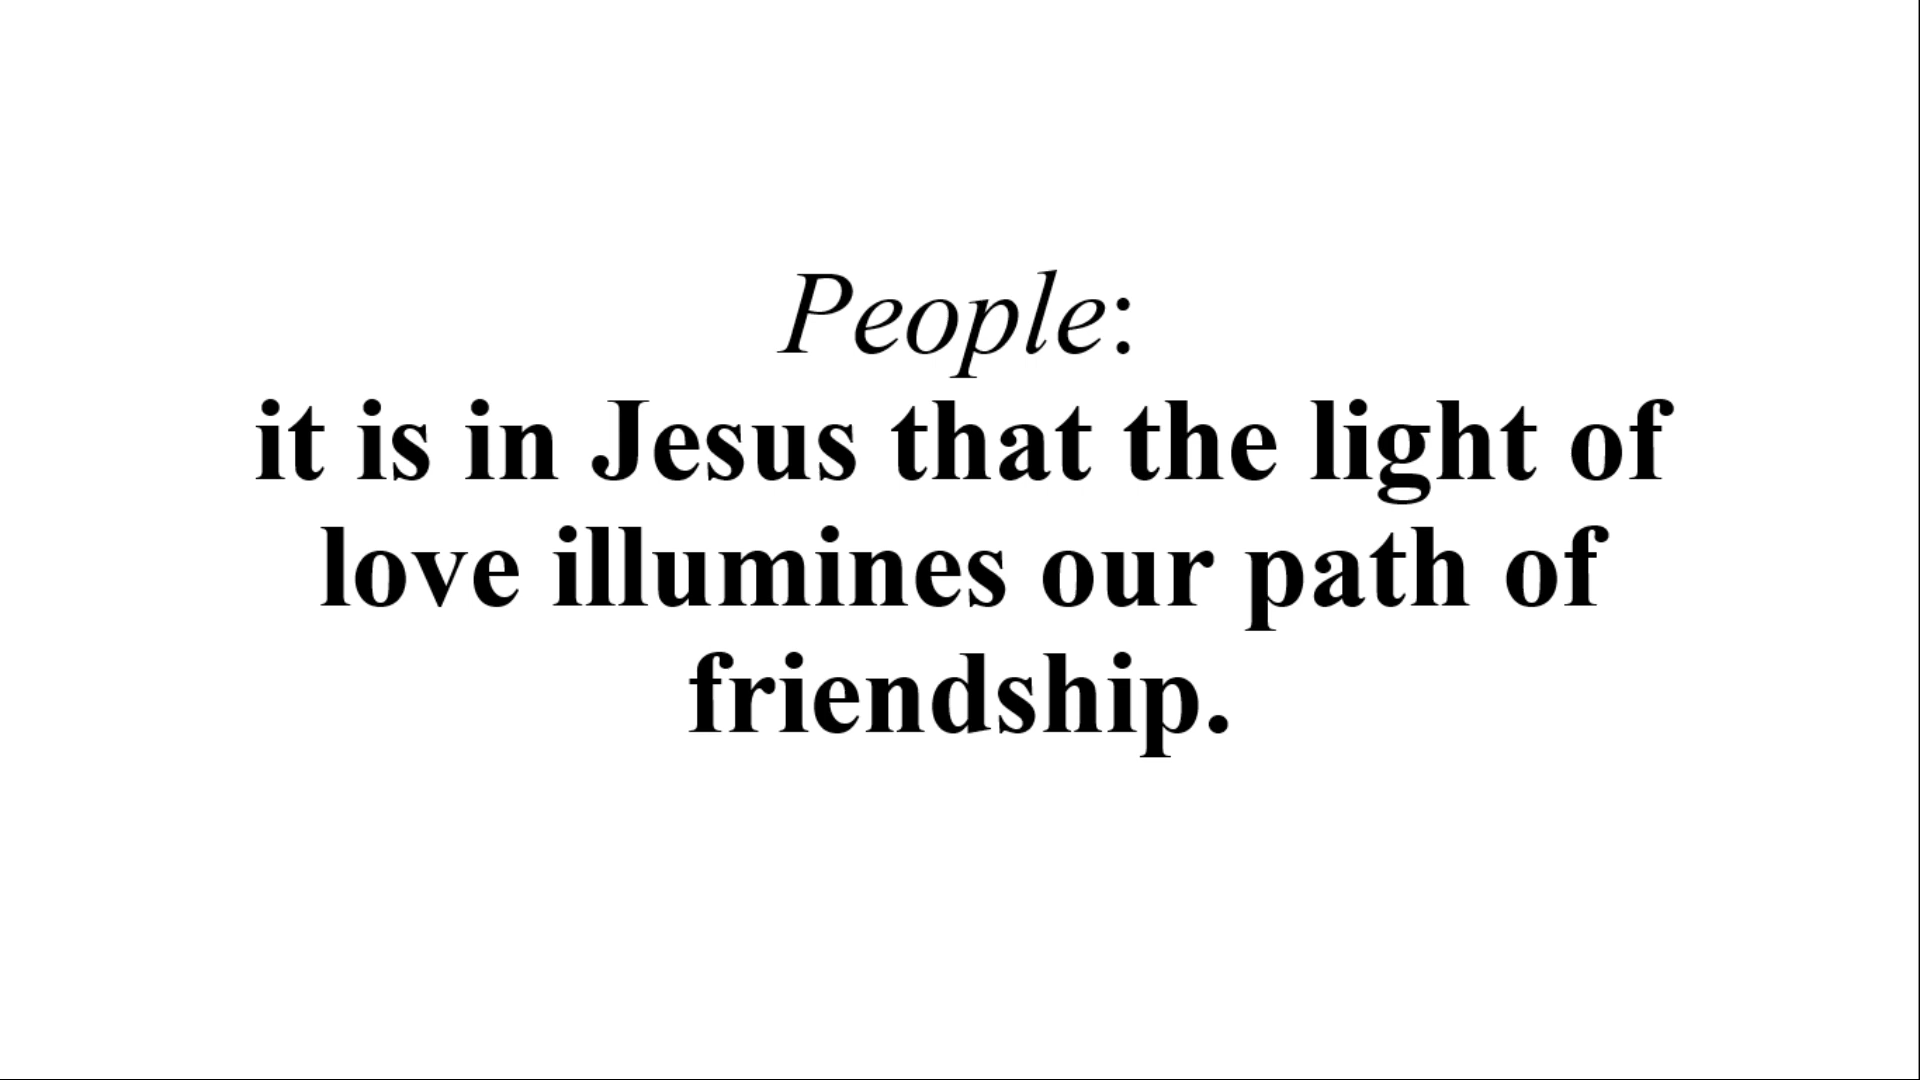 People:
it is in Jesus that the light of
love illumines our path of
friendship.